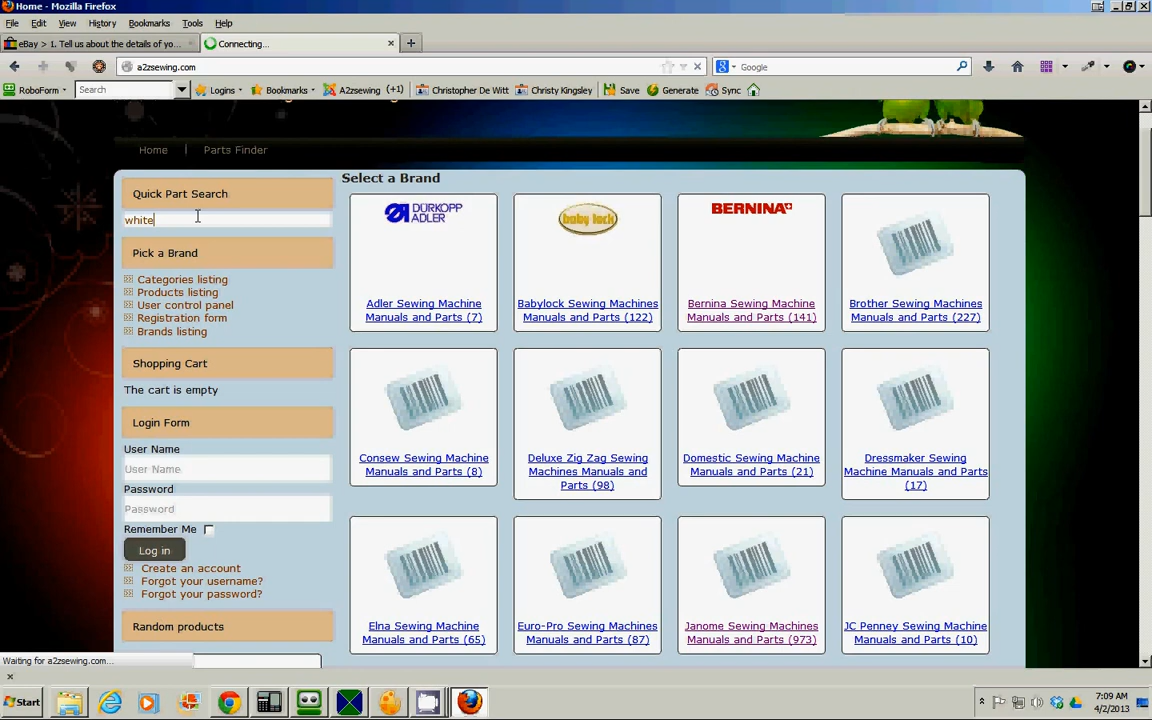 Home - Mozilla Firefox
File Edit View History Bookmarks Tools Help
eBay > 1. Tell us about the details of yo...
Connecting...
a2zsewing.com
Google
RoboForm Search Logins Bookmarks A2zsewing (+1) Christopher De Witt Christy Kingsley Save Generate Sync
Home | Parts Finder
Quick Part Search
white
Pick a Brand
Categories listing
Products listing
User control panel
Registration form
Brands listing
Shopping Cart
The cart is empty
Login Form
User Name
User Name
Password
Password
Remember Me
Log in
Create an account
Forgot your username?
Forgot your password?
Random products
Select a Brand
DÜRKOPP
ADLER
Adler Sewing Machine
Manuals and Parts (7)
baby lock
Babylock Sewing Machines
Manuals and Parts (122)
BERNINA
Bernina Sewing Machine
Manuals and Parts (141)
Brother Sewing Machines
Manuals and Parts (227)
Consew Sewing Machine
Manuals and Parts (8)
Deluxe Zig Zag Sewing
Machines Manuals and
Parts (98)
Domestic Sewing Machine
Manuals and Parts (21)
Dressmaker Sewing
Machine Manuals and Parts
(17)
Elna Sewing Machine
Manuals and Parts (65)
Euro-Pro Sewing Machines
Manuals and Parts (87)
Janome Sewing Machines
Manuals and Parts (973)
JC Penney Sewing Machine
Manuals and Parts (10)
Waiting for a2zsewing.com...
Start
7:09 AM
4/2/2013